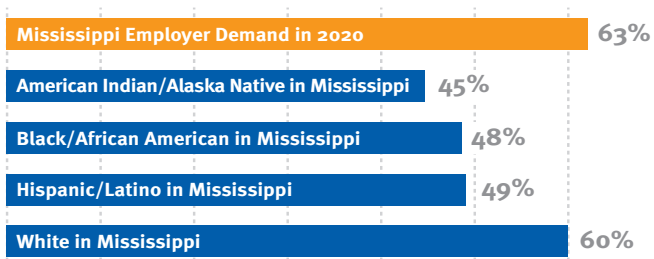 Mississippi Employer Demand in 2020 63%
American Indian/Alaska Native in Mississippi 45%
Black/African American in Mississippi 48%
Hispanic/Latino in Mississippi 49%
White in Mississippi 60%